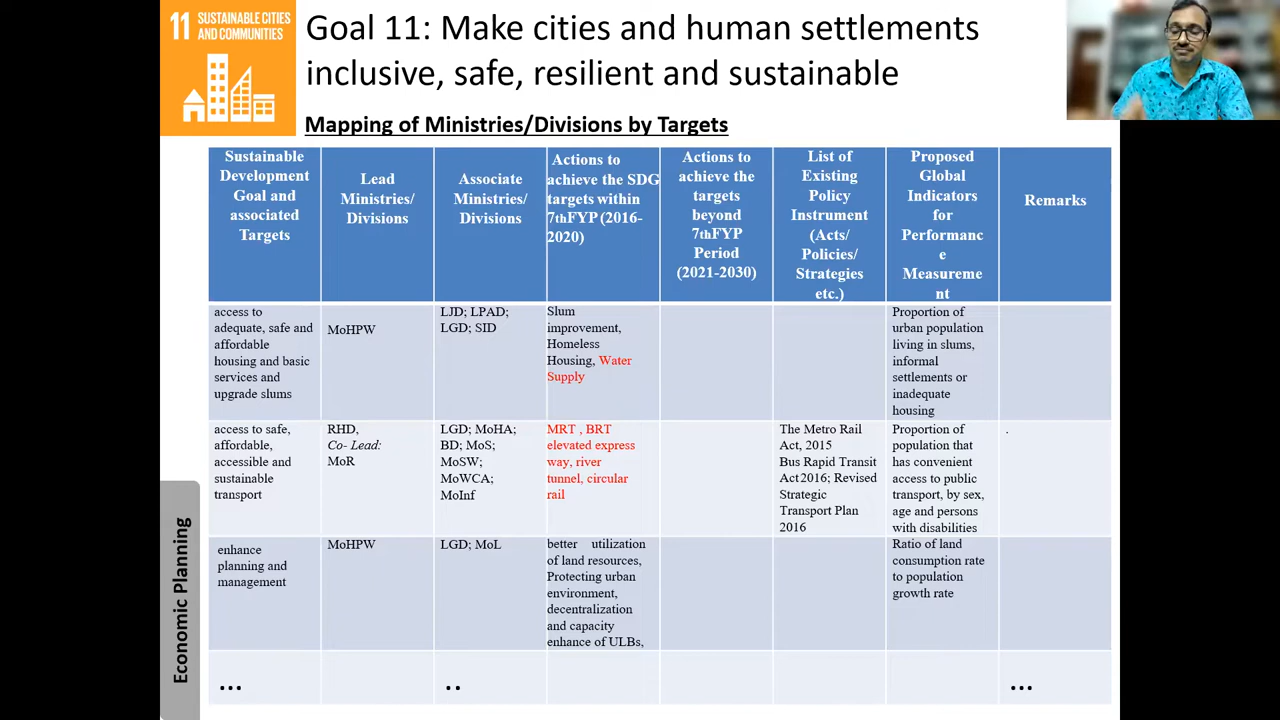 11 SUSTAINABLE CITIES
AND COMMUNITIES
Goal 11: Make cities and human settlements
inclusive, safe, resilient and sustainable
Mapping of Ministries/Divisions by Targets
Sustainable
Development
Goal and
associated
Targets
Lead
Ministries/
Divisions
Associate
Ministries/
Divisions
Actions to
achieve the SDG
targets within
7thFYP (2016-
2020)
Actions to
achieve the
targets
beyond
7thFYP
Period
(2021-2030)
List of
Existing
Policy
Instrument
(Acts/
Policies/
Strategies
etc.)
Proposed
Global
Indicators
for
Performanc
e
Measureme
nt
Remarks
access to
adequate, safe and
affordable
housing and basic
services and
upgrade slums
MoHPW
LJD; LPAD;
LGD; SID
Slum
improvement,
Homeless
Housing, Water
Supply
Proportion of
urban population
living in slums,
informal
settlements or
inadequate
housing
access to safe,
affordable,
accessible and
sustainable
transport
RHD,
Co- Lead:
MoR
LGD; MoHA;
BD; MoS;
MoSW;
MoWCA;
MoInf
MRT , BRT
elevated express
way, river
tunnel, circular
rail
The Metro Rail
Act, 2015
Bus Rapid Transit
Act 2016; Revised
Strategic
Transport Plan
2016
Proportion of
population that
has convenient
access to public
transport, by sex,
age and persons
with disabilities
.
enhance
planning and
management
MoHPW
LGD; MoL
better utilization
of land resources,
Protecting urban
environment,
decentralization
and capacity
enhance of ULBs,
Ratio of land
consumption rate
to population
growth rate
...
..
...
Economic Planning